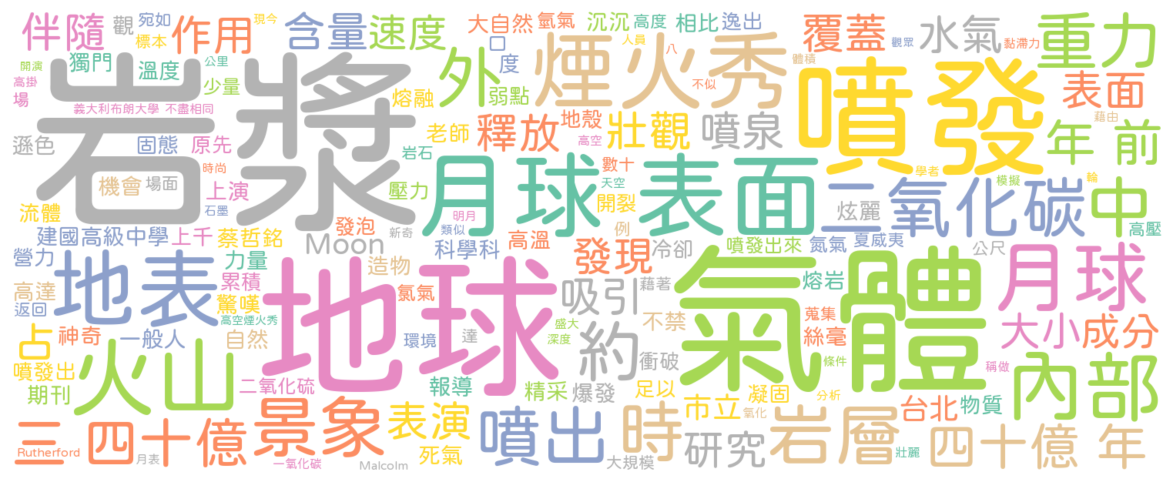 伴隨
觀
宛如
現今
標本
作用
含量
速度
大自然
氬氣
沉沉
高度
相比
逸出
覆蓋
觀眾
水氣
黏滯力
重力
開演
公里
獨門
溫度
口
度
外
人員
煙火秀
八
體積
噴發
表面
高掛
場
少量
岩漿
熔融
弱點
不似
義大利布朗大學
不盡相同
老師
釋放
地殼
壯觀
噴泉
高空
藉由
年前
遜色
固態
原先
岩石
數十
學者
機會
場面
時尚
上演
壓力
月球表面
天空
開裂
模擬
輪
二氧化碳
中
流體
石墨
發泡
明月
類似
新奇
例
炫麗
高壓
建國高級中學
上千
蔡哲銘
Moon
科學科
高溫
發現
冷卻
噴發出來
氮氣
夏威夷
公尺
營力
地表
力量
累積
造物
氯氣
地球
吸引
藉著
氣體
熔岩
月球
高達
返回
驚嘆
高空煙火秀
盛大
深度
不禁
蒐集
絲毫
大小
成分
占
神奇
一般人
自然
環境
達
約
衝破
條件
稱做
噴發出
火山
二氧化硫
報導
精采
爆發
足以
凝固
分析
台北
物質
內部
期刊
景象
表演
噴出
時
市立
氧化
岩層
三四十億
死氣
研究
四十億年
壯麗
Rutherford
月表
一氧化碳
Malcolm
大規模